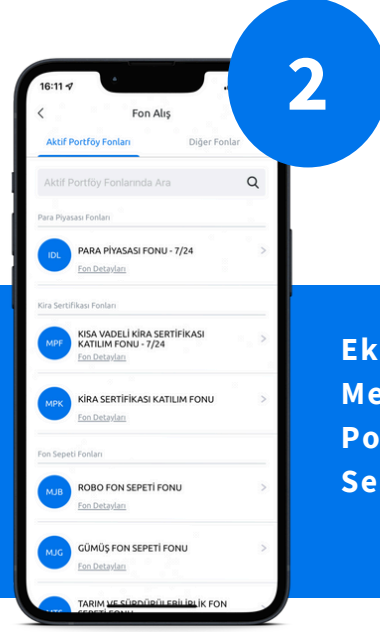 2
16:11
Fon Alış
Aktif Portföy Fonları
Diğer Fonlar
Aktif Portföy Fonlarında Ara
Para Piyasası Fonları
IDL
PARA PİYASASI FONU - 7/24
Fon Detayları
Kira Sertifikası Fonları
MPF
KISA VADELİ KİRA SERTİFİKASI
KATILIM FONU - 7/24
Fon Detayları
MPK
KİRA SERTİFİKASI KATILIM FONU
Fon Detayları
Fon Sepeti Fonları
MJB
ROBO FON SEPETİ FONU
Fon Detayları
MJG
GÜMÜŞ FON SEPETİ FONU
Fon Detayları
TARIM VE SÜRDÜRÜLEBİLİRLİK FON
SEPETİ FONU
Ek
Me
Po
Se